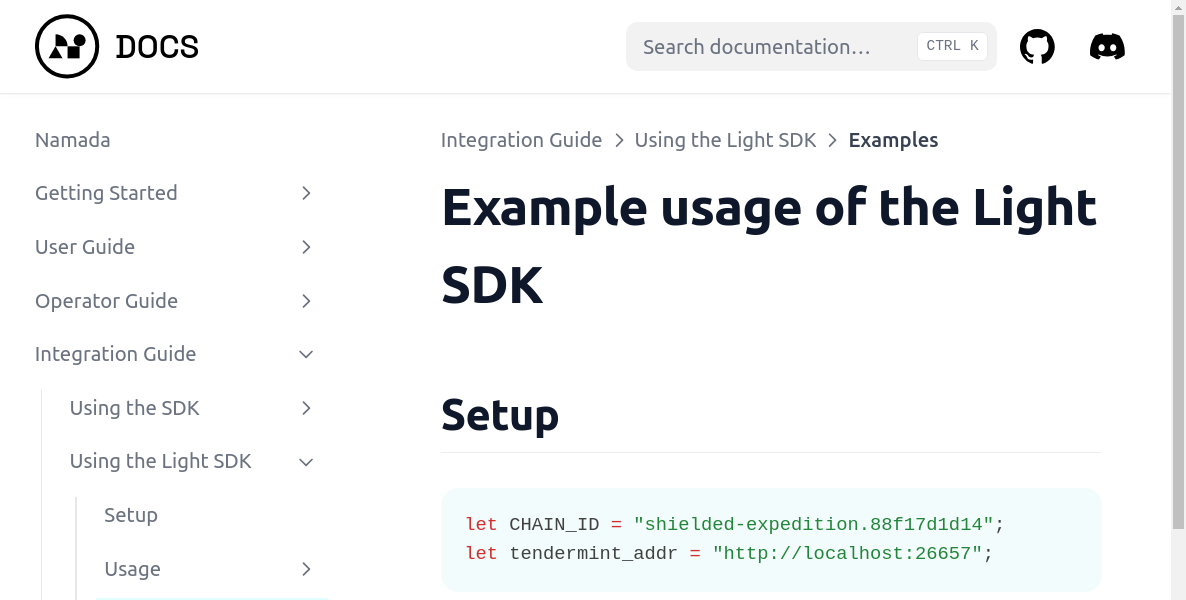 DOCS
Search documentation…
CTRL K
Namada
Getting Started
User Guide
Operator Guide
Integration Guide
Using the SDK
Using the Light SDK
Setup
Usage
Integration Guide > Using the Light SDK > Examples
Example usage of the Light
SDK
Setup
let CHAIN_ID = "shielded-expedition.88f17d1d14";
let tendermint_addr = "http://localhost:26657";